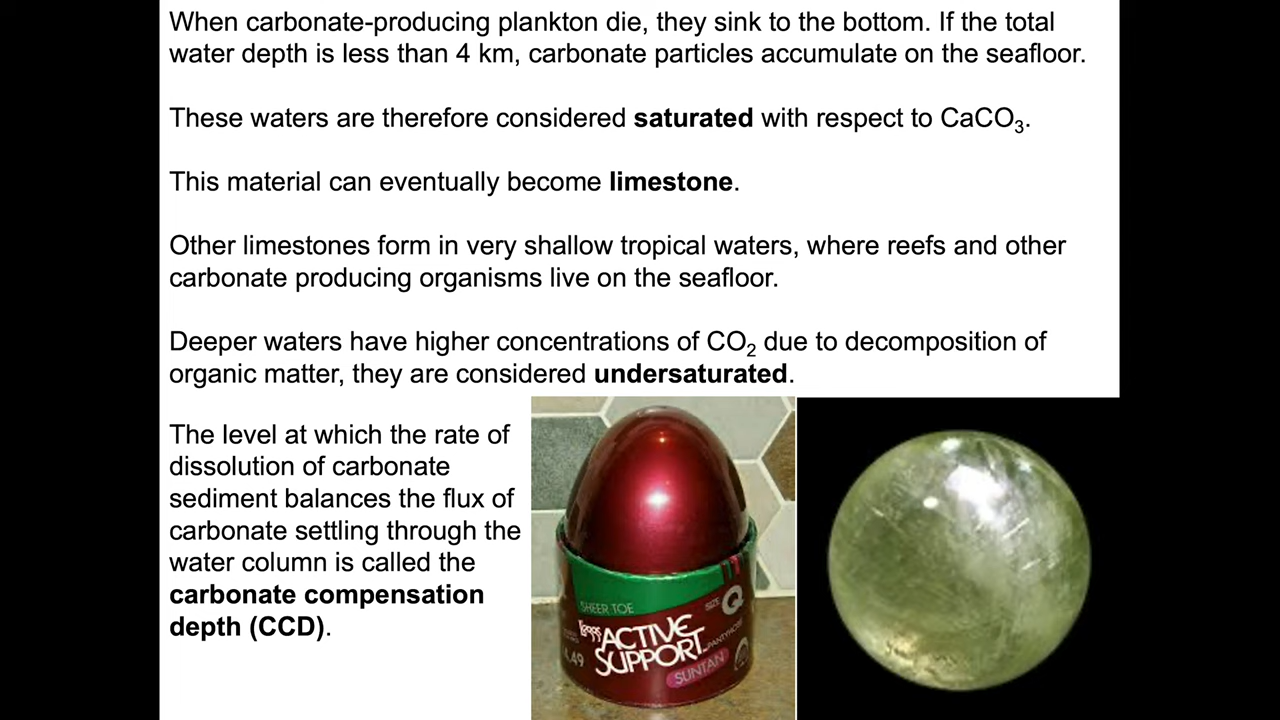 When carbonate-producing plankton die, they sink to the bottom. If the total
water depth is less than 4 km, carbonate particles accumulate on the seafloor.
These waters are therefore considered saturated with respect to CaCO₃.
This material can eventually become limestone.
Other limestones form in very shallow tropical waters, where reefs and other
carbonate producing organisms live on the seafloor.
Deeper waters have higher concentrations of CO₂ due to decomposition of
organic matter, they are considered undersaturated.
The level at which the rate of
dissolution of carbonate
sediment balances the flux of
carbonate settling through the
water column is called the
carbonate compensation
depth (CCD).
SHEER TOE
SIZE Q
L'eggs ACTIVE
SUPPORT
PANTYHOSE
SUNTAN